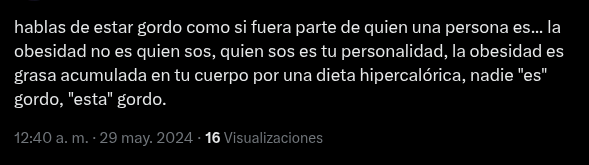 hablas de estar gordo como si fuera parte de quien una persona es... la
obesidad no es quien sos, quien sos es tu personalidad, la obesidad es
grasa acumulada en tu cuerpo por una dieta hipercalórica, nadie "es"
gordo, "esta" gordo.
12:40 a. m. · 29 may. 2024 · 16 Visualizaciones